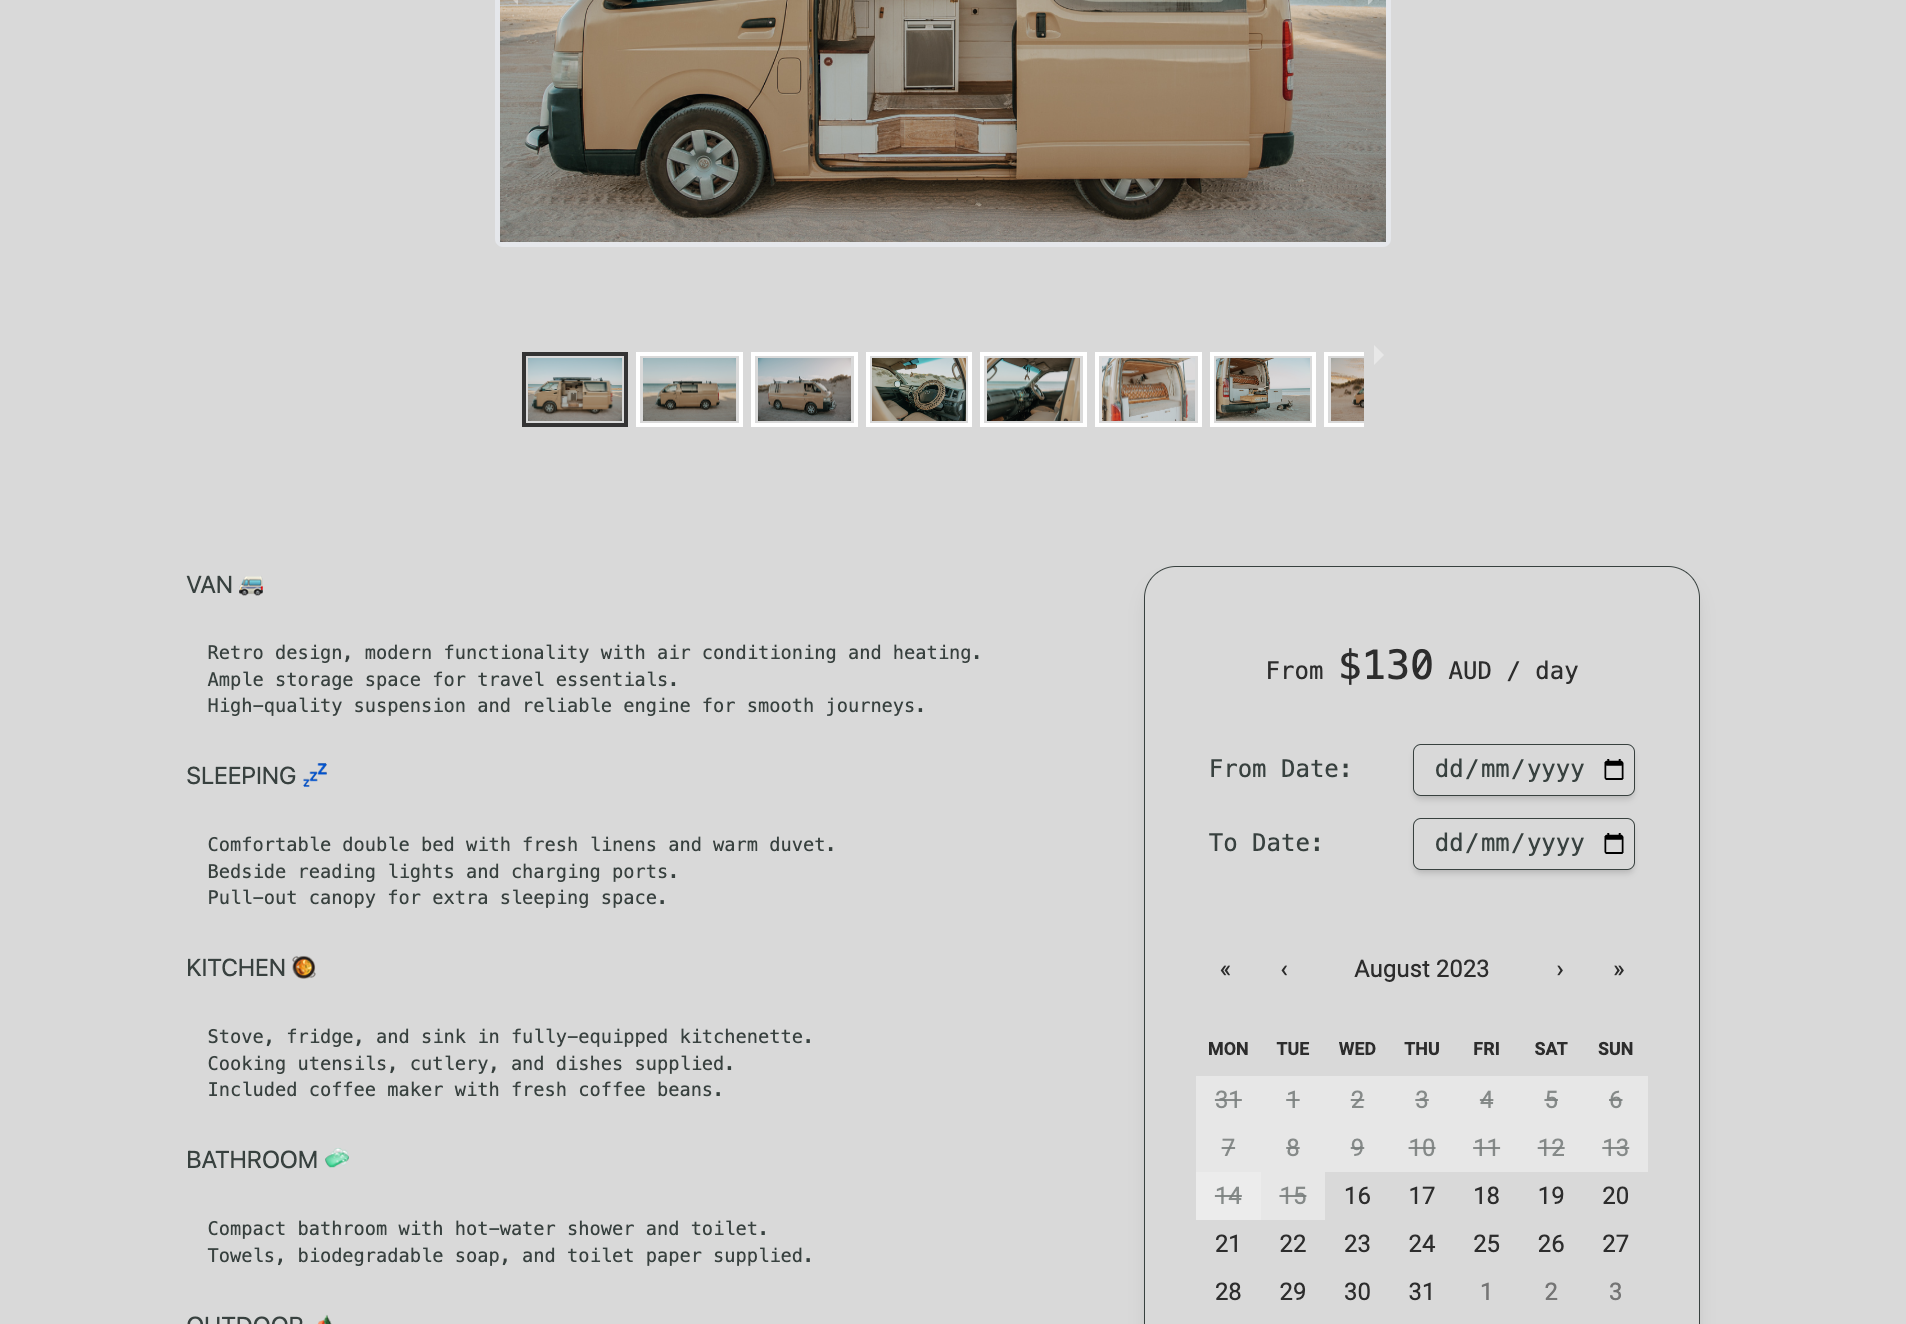 VAN 🚐
Retro design, modern functionality with air conditioning and heating.
Ample storage space for travel essentials.
High-quality suspension and reliable engine for smooth journeys.
SLEEPING 💤
Comfortable double bed with fresh linens and warm duvet.
Bedside reading lights and charging ports.
Pull-out canopy for extra sleeping space.
KITCHEN 🥘
Stove, fridge, and sink in fully-equipped kitchenette.
Cooking utensils, cutlery, and dishes supplied.
Included coffee maker with fresh coffee beans.
BATHROOM 🧼
Compact bathroom with hot-water shower and toilet.
Towels, biodegradable soap, and toilet paper supplied.
OUTDOOR
From $130 AUD / day
From Date: dd/mm/yyyy
To Date: dd/mm/yyyy
« ‹ August 2023 › »
MON TUE WED THU FRI SAT SUN
31 1 2 3 4 5 6
7 8 9 10 11 12 13
14 15 16 17 18 19 20
21 22 23 24 25 26 27
28 29 30 31 1 2 3